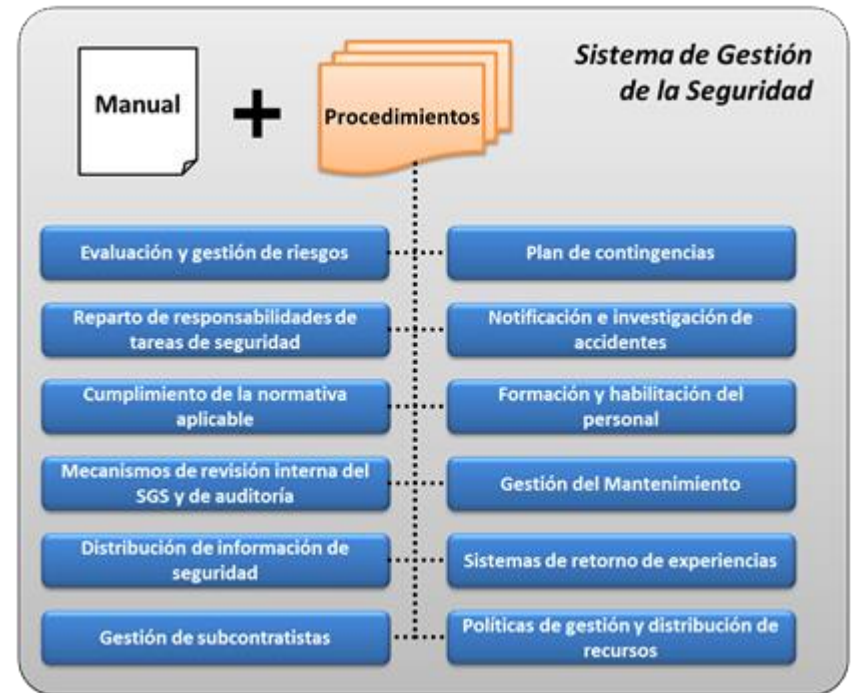 Sistema de Gestión
de la Seguridad
Manual
+
Procedimientos
Evaluación y gestión de riesgos
Plan de contingencias
Reparto de responsabilidades de
tareas de seguridad
Notificación e investigación de
accidentes
Cumplimiento de la normativa
aplicable
Formación y habilitación del
personal
Mecanismos de revisión interna del
SGS y de auditoría
Gestión del Mantenimiento
Distribución de información de
seguridad
Sistemas de retorno de experiencias
Gestión de subcontratistas
Políticas de gestión y distribución de
recursos